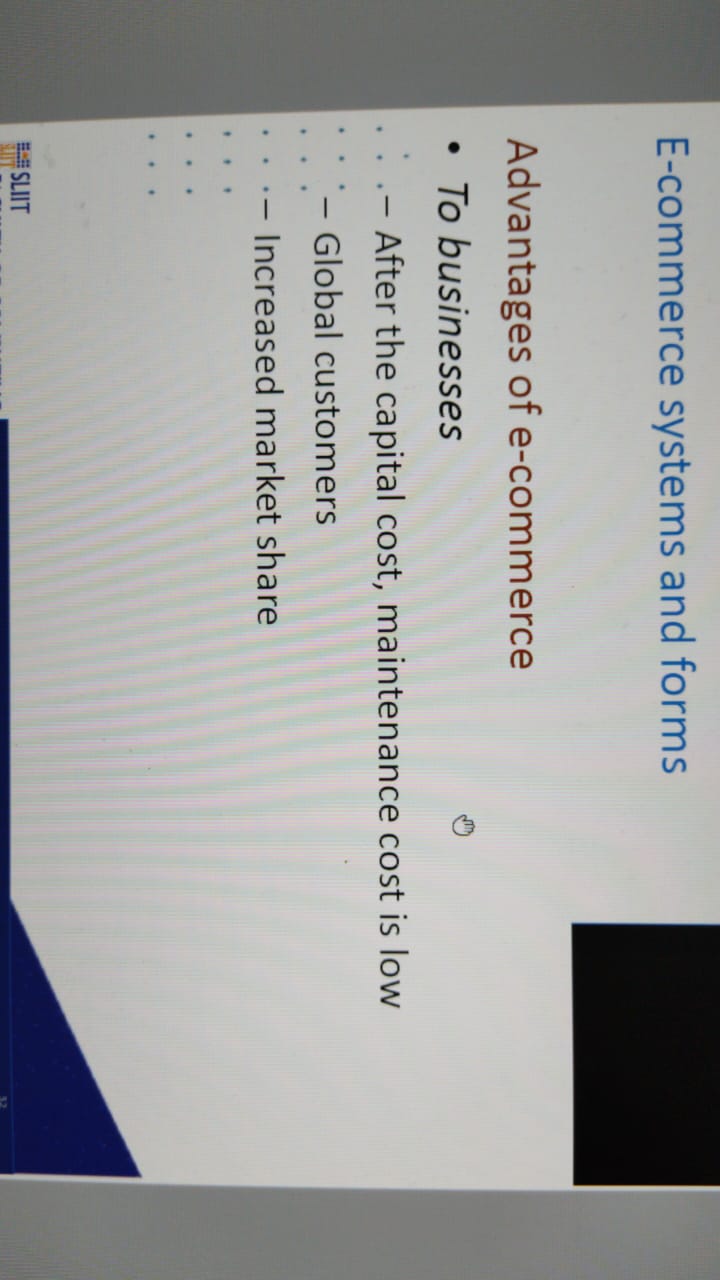 E-commerce systems and forms
Advantages of e-commerce
• To businesses
– After the capital cost, maintenance cost is low
– Global customers
– Increased market share
SLIIT